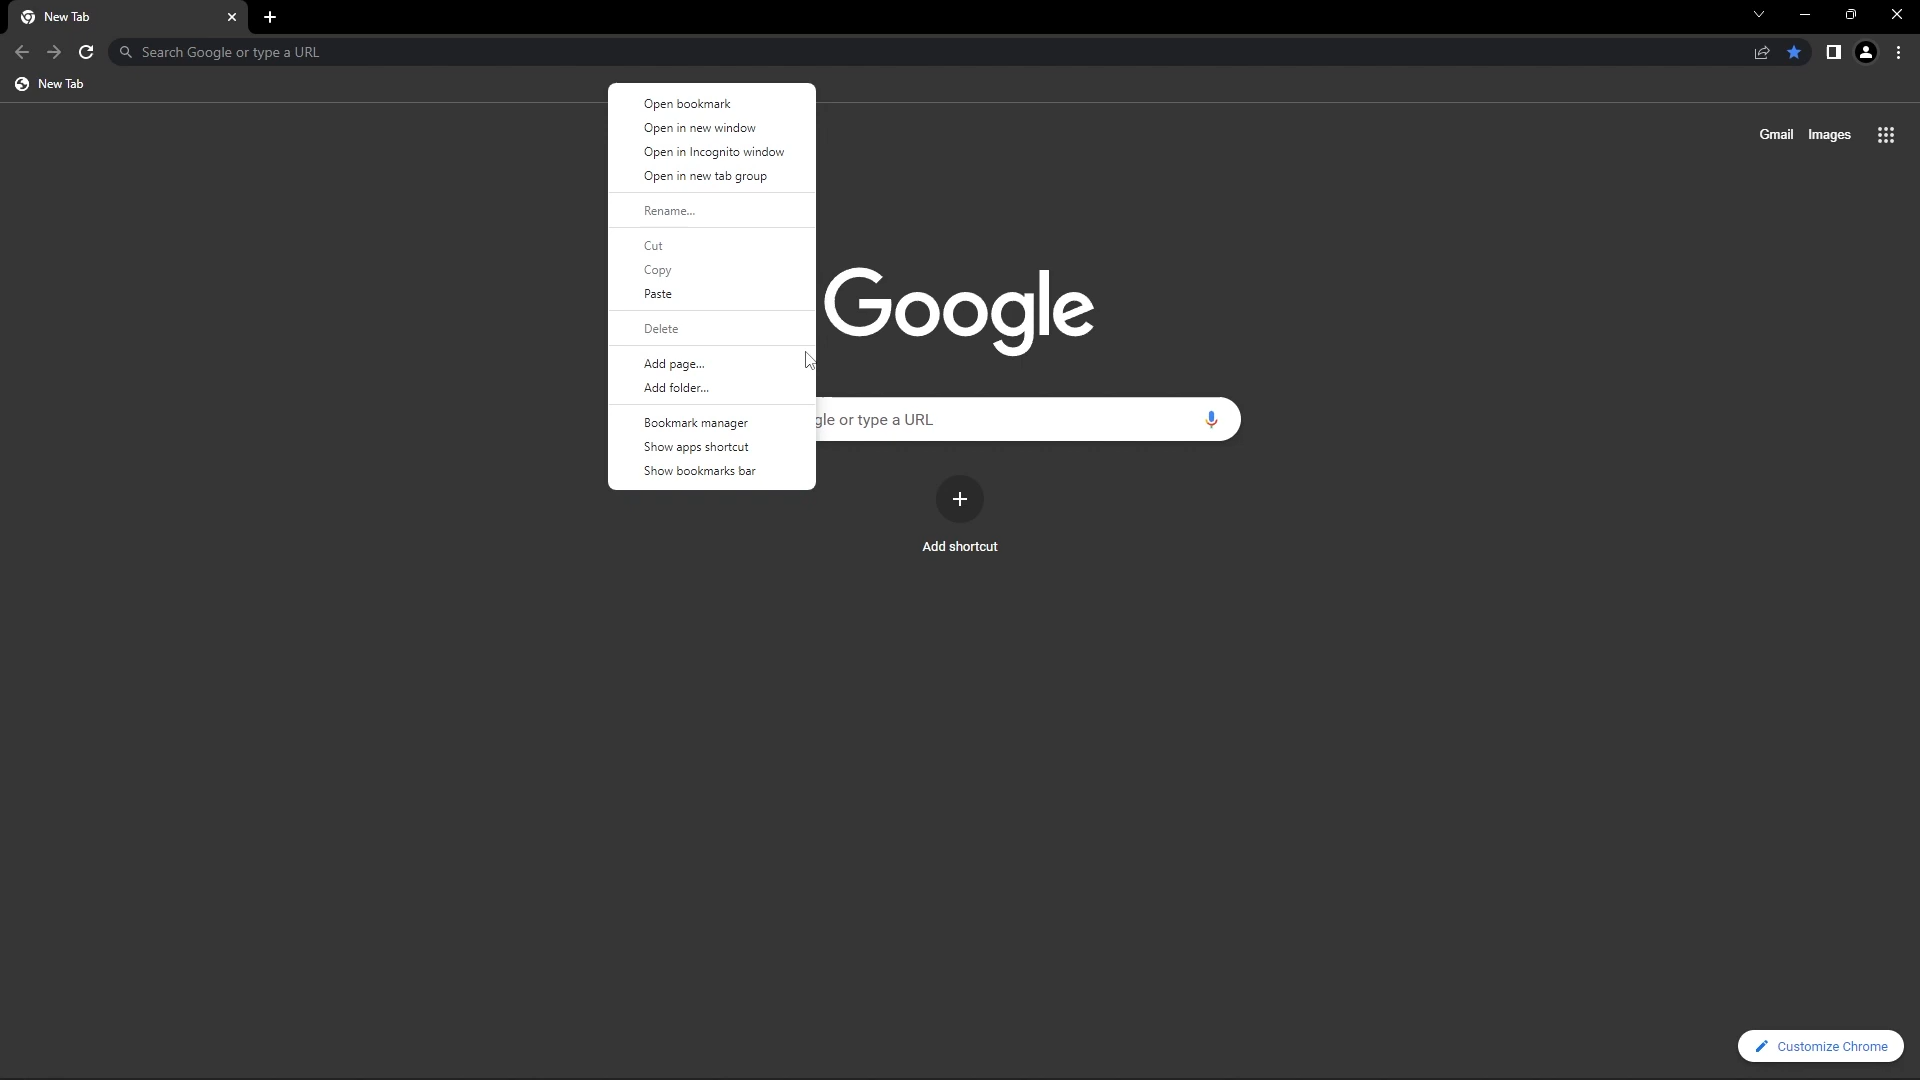 New Tab
Search Google or type a URL
New Tab
Open bookmark
Open in new window
Open in Incognito window
Open in new tab group
Rename...
Cut
Copy
Paste
Delete
Add page...
Add folder...
Bookmark manager
Show apps shortcut
Show bookmarks bar
Gmail Images
Google
or type a URL
Add shortcut
Customize Chrome